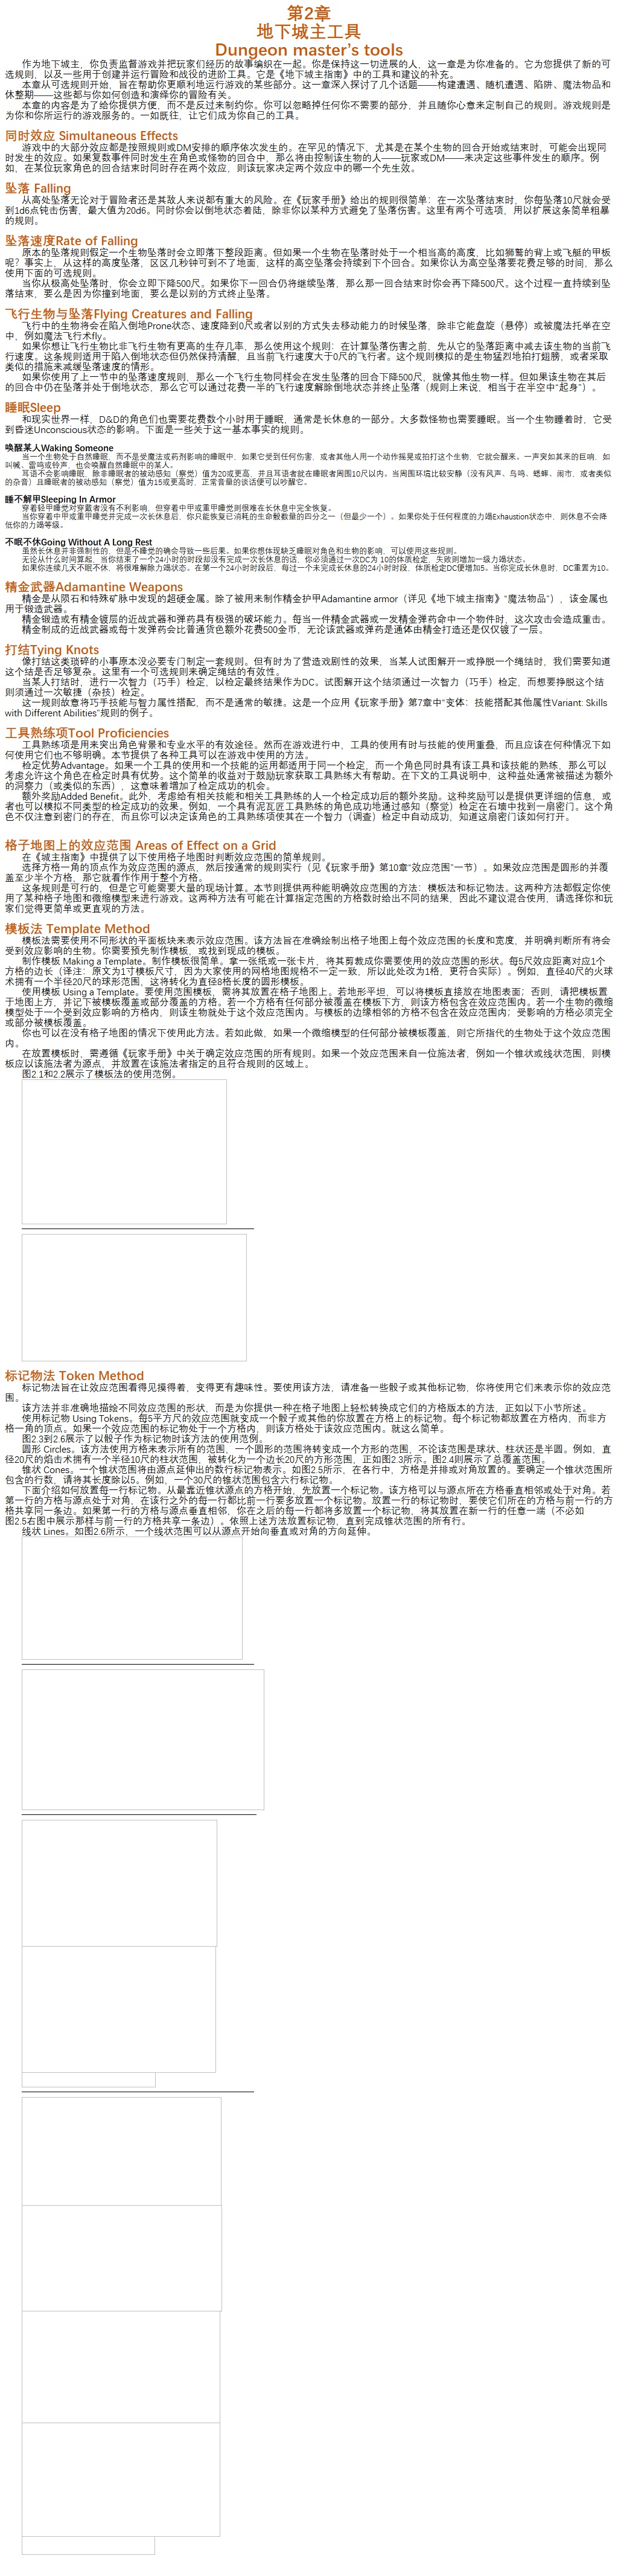 第2章
地下城主工具
Dungeon master's tools
作为地下城主，你负责监督游戏并把玩家们经历的故事编织在一起。你是保持这一切进展的人，这一章是为你准备的。它为您提供了新的可
选规则，以及一些用于创建并运行冒险和战役的进阶工具。它是《地下城主指南》中的工具和建议的补充。
本章从可选规则开始，旨在帮助你更顺利地运行游戏的某些部分。这一章深入探讨了几个话题——构建遭遇、随机遭遇、陷阱、魔法物品和
休整期——这些都与你如何创造和演绎你的冒险有关。
本章的内容是为了给你提供方便，而不是反过来制约你。你可以忽略掉任何你不需要的部分，并且随你心意来定制自己的规则。游戏规则是
为你和你所运行的游戏服务的。一如既往，让它们成为你自己的工具。
同时效应 Simultaneous Effects
游戏中的大部分效应都是按照规则或DM安排的顺序依次发生的。在罕见的情况下，尤其是在某个生物的回合开始或结束时，可能会出现同
时发生的效应。如果复数事件同时发生在角色或怪物的回合中，那么将由控制该生物的人——玩家或DM——来决定这些事件发生的顺序。例
如，在某位玩家角色的回合结束时同时存在两个效应，则该玩家决定两个效应中的哪一个先生效。
坠落 Falling
从高处坠落无论对于冒险者还是其敌人来说都有重大的风险。在《玩家手册》给出的规则很简单：在一次坠落结束时，你每坠落10尺就会受
到1d6点钝击伤害，最大值为20d6。同时你会以倒地状态着陆，除非你以某种方式避免了坠落伤害。这里有两个可选项，用以扩展这条简单粗暴
的规则。
坠落速度Rate of Falling
原本的坠落规则假定一个生物坠落时会立即落下整段距离。但如果一个生物在坠落时处于一个相当高的高度，比如狮鹫的背上或飞艇的甲板
呢？事实上，从这样的高度坠落，区区几秒钟可到不了地面，这样的高空坠落会持续到下个回合。如果你认为高空坠落要花费足够的时间，那么
使用下面的可选规则。
当你从极高处坠落时，你会立即下降500尺。如果你下一回合仍将继续坠落，那么那一回合结束时你会再下降500尺。这个过程一直持续到坠
落结束，要么是因为你撞到地面，要么是以别的方式终止坠落。
飞行生物与坠落Flying Creatures and Falling
飞行中的生物将会在陷入倒地Prone状态、速度降到0尺或者以别的方式失去移动能力的时候坠落，除非它能盘旋（悬停）或被魔法托举在空
中，例如魔法飞行术fly。
如果你想让飞行生物比非飞行生物有更高的生存几率，那么使用这个规则：在计算坠落伤害之前，先从它的坠落距离中减去该生物的当前飞
行速度。这条规则适用于陷入倒地状态但仍然保持清醒，且当前飞行速度大于0尺的飞行者。这个规则模拟的是生物猛烈地拍打翅膀，或者采取
类似的措施来减缓坠落速度的情形。
如果你使用了上一节中的坠落速度规则，那么一个飞行生物同样会在发生坠落的回合下降500尺，就像其他生物一样。但如果该生物在其后
的回合中仍在坠落并处于倒地状态，那么它可以通过花费一半的飞行速度解除倒地状态并终止坠落（规则上来说，相当于在半空中"起身"）。
睡眠Sleep
和现实世界一样，D&D的角色们也需要花费数个小时用于睡眠，通常是长休息的一部分。大多数怪物也需要睡眠。当一个生物睡着时，它受
到昏迷Unconscious状态的影响。下面是一些关于这一基本事实的规则。
唤醒某人Waking Someone
当一个生物处于自然睡眠，而不是受魔法或药剂影响的睡眠中，如果它受到任何伤害，或者其他人用一个动作摇晃或拍打这个生物，它就会醒来。一声突如其来的巨响，如
叫喊、雷鸣或铃声，也会唤醒自然睡眠中的某人。
耳语不会影响睡眠，除非睡眠者的被动感知（察觉）值为20或更高，并且耳语者就在睡眠者周围10尺以内。当周围环境比较安静（没有风声、鸟鸣、蟋蟀、闹市，或者类似
的杂音）且睡眠者的被动感知（察觉）值为15或更高时，正常音量的谈话便可以吵醒它。
睡不解甲Sleeping In Armor
穿着轻甲睡觉对穿戴者没有不利影响，但穿着中甲或重甲睡觉则很难在长休息中完全恢复。
当你穿着中甲或重甲睡觉并完成一次长休息后，你只能恢复已消耗的生命骰数量的四分之一（但最少一个）。如果你处于任何程度的力竭Exhaustion状态中，则休息不会降
低你的力竭等级。
不眠不休Going Without A Long Rest
虽然长休息并非强制性的，但是不睡觉的确会导致一些后果。如果你想体现缺乏睡眠对角色和生物的影响，可以使用这些规则。
无论从什么时间算起，当你结束了一个24小时的时段却没有完成一次长休息的话，你必须通过一次DC为 10的体质检定，失败则增加一级力竭状态。
如果你连续几天不眠不休，将很难解除力竭状态。在第一个24小时时段后，每过一个未完成长休息的24小时时段，体质检定DC便增加5。当你完成长休息时，DC重置为10。
精金武器Adamantine Weapons
精金是从陨石和特殊矿脉中发现的超硬金属。除了被用来制作精金护甲Adamantine armor（详见《地下城主指南》"魔法物品"），该金属也
用于锻造武器。
精金锻造或有精金镀层的近战武器和弹药具有极强的破坏能力。每当一件精金武器或一发精金弹药命中一个物件时，这次攻击会造成重击。
精金制成的近战武器或每十发弹药会比普通货色额外花费500金币，无论该武器或弹药是通体由精金打造还是仅仅镀了一层。
打结Tying Knots
像打结这类琐碎的小事原本没必要专门制定一套规则。但有时为了营造戏剧性的效果，当某人试图解开一或挣脱一个绳结时，我们需要知道
这个结是否足够复杂。这里有一个可选规则来确定绳结的有效性。
当某人打结时，进行一次智力（巧手）检定，以检定最终结果作为DC。试图解开这个结须通过一次智力（巧手）检定，而想要挣脱这个结
则须通过一次敏捷（杂技）检定。
这一规则故意将巧手技能与智力属性搭配，而不是通常的敏捷。这是一个应用《玩家手册》第7章中"变体：技能搭配其他属性Variant: Skills
with Different Abilities"规则的例子。
工具熟练项Tool Proficiencies
工具熟练项是用来突出角色背景和专业水平的有效途径。然而在游戏进行中，工具的使用有时与技能的使用重叠，而且应该在何种情况下如
何使用它们也不够明确。本节提供了各种工具可以在游戏中使用的方法。
检定优势Advantage。如果一个工具的使用和一个技能的运用都适用于同一个检定，而一个角色同时具有该工具和该技能的熟练，那么可以
考虑允许这个角色在检定时具有优势。这个简单的收益对于鼓励玩家获取工具熟练大有帮助。在下文的工具说明中，这种益处通常被描述为额外
的洞察力（或类似的东西），这意味着增加了检定成功的机会。
额外奖励Added Benefit。此外，考虑给有相关技能和相关工具熟练的人一个检定成功后的额外奖励。这种奖励可以是提供更详细的信息，或
者也可以模拟不同类型的检定成功的效果。例如，一个具有泥瓦匠工具熟练的角色成功地通过感知（察觉）检定在石墙中找到一扇密门。这个角
色不仅注意到密门的存在，而且你可以决定该角色的工具熟练项使其在一个智力（调查）检定中自动成功，知道这扇密门该如何打开。
格子地图上的效应范围 Areas of Effect on a Grid
在《城主指南》中提供了以下使用格子地图时判断效应范围的简单规则。
选择方格一角的顶点作为效应范围的源点，然后按通常的规则实行（见《玩家手册》第10章"效应范围"一节）。如果效应范围是圆形的并覆
盖至少半个方格，那它就看作作用于整个方格。
这条规则是可行的，但是它可能需要大量的现场计算。本节则提供两种能明确效应范围的方法：模板法和标记物法。这两种方法都假定你使
用了某种格子地图和微缩模型来进行游戏。这两种方法有可能在计算指定范围的方格数时给出不同的结果，因此不建议混合使用，请选择你和玩
家们觉得更简单或更直观的方法。
模板法 Template Method
模板法需要使用不同形状的平面板块来表示效应范围。该方法旨在准确绘制出格子地图上每个效应范围的长度和宽度，并明确判断所有将会
受到效应影响的生物。你需要预先制作模板，或找到现成的模板。
制作模板 Making a Template。制作模板很简单。拿一张纸或一张卡片，将其剪裁成你需要使用的效应范围的形状。每5尺效应距离对应1个
方格的边长（译注：原文为1寸模板尺寸，因为大家使用的网格地图规格不一定一致，所以此处改为1格，更符合实际）。例如，直径40尺的火球
术拥有一个半径20尺的球形范围，这将转化为直径8格长度的圆形模板。
使用模板 Using a Template。要使用范围模板，需将其放置在格子地图上。若地形平坦，可以将模板直接放在地图表面；否则，请把模板置
于地图上方，并记下被模板覆盖或部分覆盖的方格。若一个方格有任何部分被覆盖在模板下方，则该方格包含在效应范围内。若一个生物的微缩
模型处于一个受到效应影响的方格内，则该生物就处于这个效应范围内。与模板的边缘相邻的方格不包含在效应范围内；受影响的方格必须完全
或部分被模板覆盖。
你也可以在没有格子地图的情况下使用此方法。若如此做，如果一个微缩模型的任何部分被模板覆盖，则它所指代的生物处于这个效应范围
内。
在放置模板时，需遵循《玩家手册》中关于确定效应范围的所有规则。如果一个效应范围来自一位施法者，例如一个锥状或线状范围，则模
板应以该施法者为源点，并放置在该施法者指定的且符合规则的区域上。
图2.1和2.2展示了模板法的使用范例。
标记物法 Token Method
标记物法旨在让效应范围看得见摸得着，变得更有趣味性。要使用该方法，请准备一些骰子或其他标记物，你将使用它们来表示你的效应范
围。
该方法并非准确地描绘不同效应范围的形状，而是为你提供一种在格子地图上轻松转换成它们的方格版本的方法，正如以下小节所述。
使用标记物 Using Tokens。每5平方尺的效应范围就变成一个骰子或其他的你放置在方格上的标记物。每个标记物都放置在方格内，而非方
格一角的顶点。如果一个效应范围的标记物处于一个方格内，则该方格处于该效应范围内。就这么简单。
图2.3到2.6展示了以骰子作为标记物时该方法的使用范例。
圆形 Circles。该方法使用方格来表示所有的范围，一个圆形的范围将转变成一个方形的范围，不论该范围是球状、柱状还是半圆。例如，直
径20尺的焰击术拥有一个半径10尺的柱状范围，被转化为一个边长20尺的方形范围，正如图2.3所示。图2.4则展示了总覆盖范围。
锥状 Cones。一个锥状范围将由源点延伸出的数行标记物表示。如图2.5所示，在各行中，方格是并排或对角放置的。要确定一个锥状范围所
包含的行数，请将其长度除以5。例如，一个30尺的锥状范围包含六行标记物。
下面介绍如何放置每一行标记物。从最靠近锥状源点的方格开始，先放置一个标记物。该方格可以与源点所在方格垂直相邻或处于对角。若
第一行的方格与源点处于对角，在该行之外的每一行都比前一行要多放置一个标记物。放置一行的标记物时，要使它们所在的方格与前一行的方
格共享同一条边。如果第一行的方格与源点垂直相邻，你在之后的每一行都将多放置一个标记物，将其放置在新一行的任意一端（不必如
图2.5右图中展示那样与前一行的方格共享一条边）。依照上述方法放置标记物，直到完成锥状范围的所有行。
线状 Lines。如图2.6所示，一个线状范围可以从源点开始向垂直或对角的方向延伸。